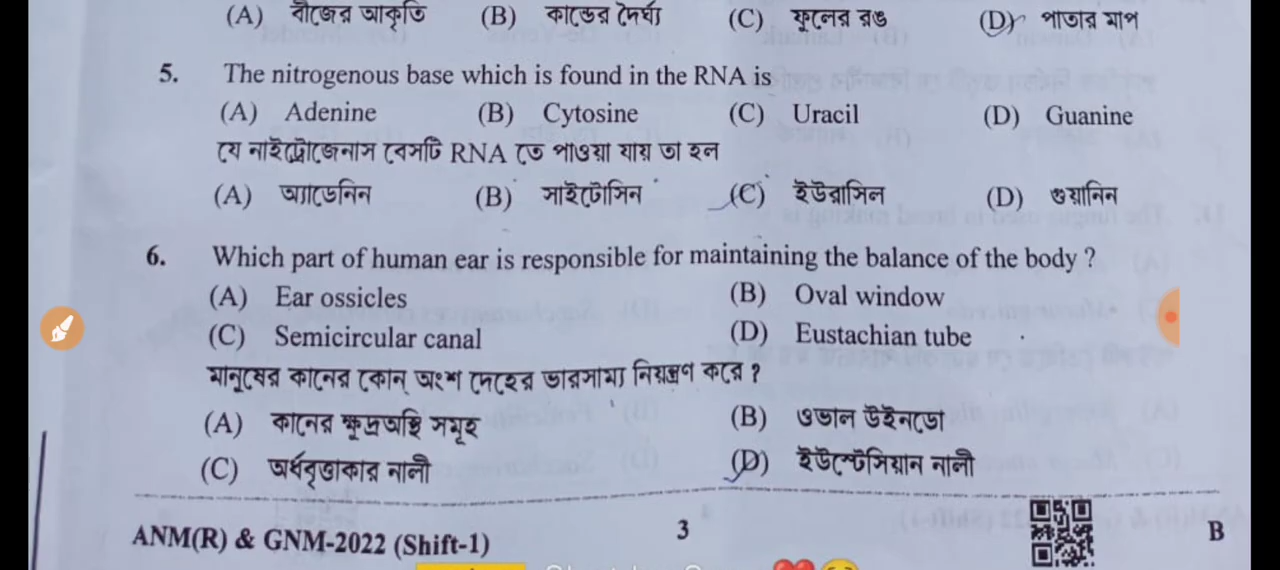 (A) বীজের আকৃতি (B) কান্ডের দৈর্ঘ্য (C) ফুলের রঙ (D) পাতার মাপ
5. The nitrogenous base which is found in the RNA is
(A) Adenine (B) Cytosine (C) Uracil (D) Guanine
যে নাইট্রোজেনাস বেসটি RNA তে পাওয়া যায় তা হল
(A) অ্যাডেনিন (B) সাইটোসিন (C) ইউরাসিল (D) গুয়ানিন
6. Which part of human ear is responsible for maintaining the balance of the body ?
(A) Ear ossicles (B) Oval window
(C) Semicircular canal (D) Eustachian tube
মানুষের কানের কোন্ অংশ দেহের ভারসাম্য নিয়ন্ত্রণ করে ?
(A) কানের ক্ষুদ্রঅস্থি সমূহ (B) ওভাল উইনডো
(C) অর্ধবৃত্তাকার নালী (D) ইউস্টেসিয়ান নালী
ANM(R) & GNM-2022 (Shift-1) 3 B